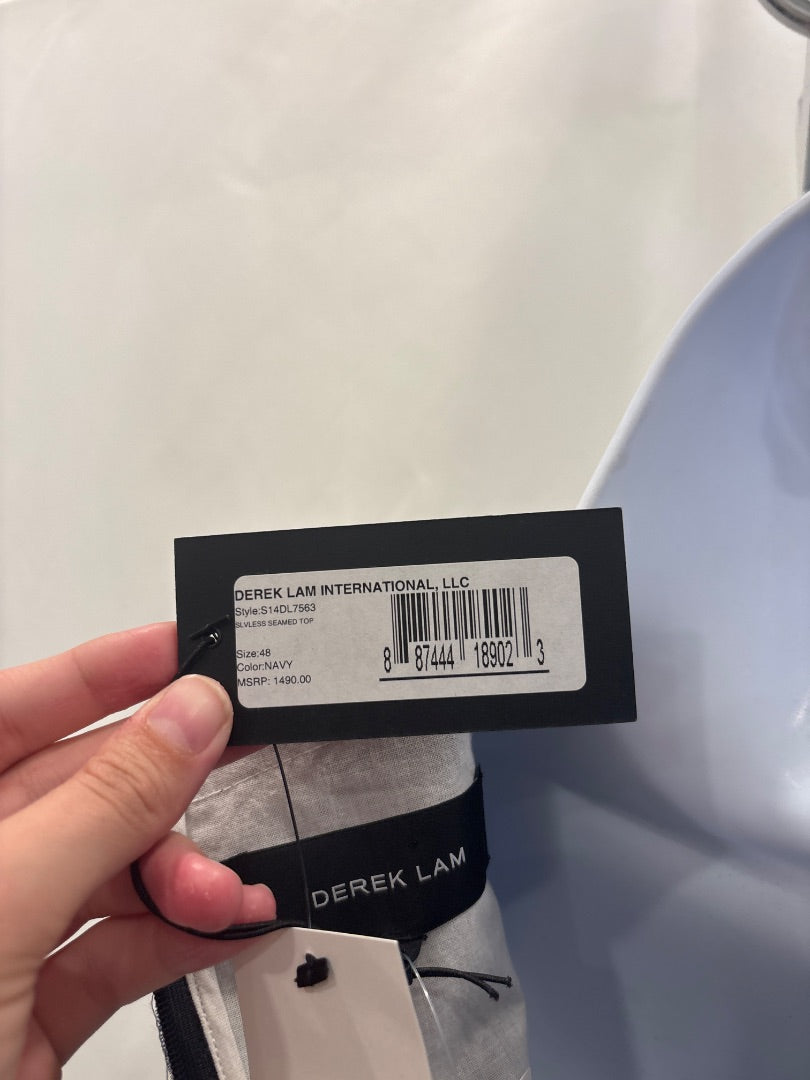 DEREK LAM INTERNATIONAL, LLC
Style:S14DL7563
SLVLESS SEAMED TOP
Size:48
Color:NAVY
MSRP: 1490.00
8 87444 18902 3
DEREK LAM